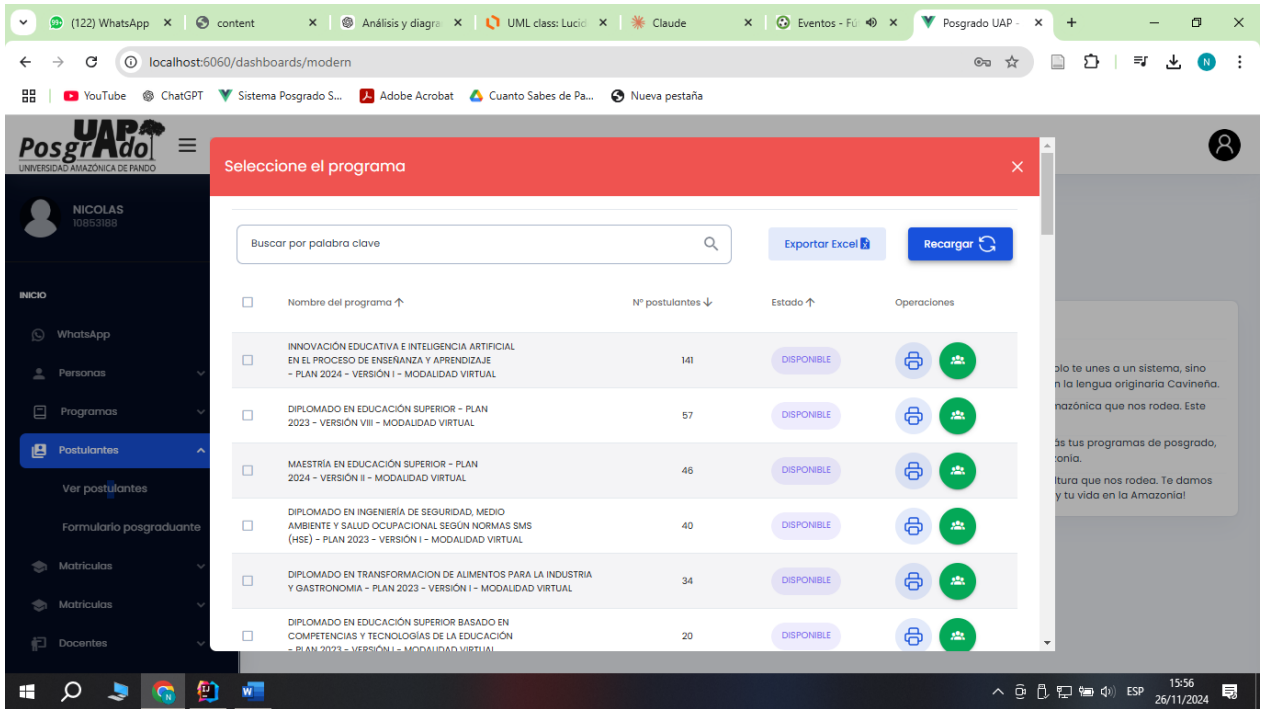 (122) WhatsApp
content
Análisis y diagra
UML class: Lucid
Claude
Eventos - Fú
Posgrado UAP -
localhost:6060/dashboards/modern
N
YouTube
ChatGPT
Sistema Posgrado S...
Adobe Acrobat
Cuanto Sabes de Pa...
Nueva pestaña
UAP
PosgrAdo
UNIVERSIDAD AMAZÓNICA DE PANDO
NICOLAS
10853188
INICIO
WhatsApp
Personas
Programas
Postulantes
Ver postulantes
Formulario posgraduante
Matriculas
Matriculas
Docentes
Seleccione el programa
Buscar por palabra clave
Exportar Excel
Recargar
Nombre del programa
N° postulantes
Estado
Operaciones
INNOVACIÓN EDUCATIVA E INTELIGENCIA ARTIFICIAL
EN EL PROCESO DE ENSEÑANZA Y APRENDIZAJE
- PLAN 2024 - VERSIÓN I - MODALIDAD VIRTUAL
141
DISPONIBLE
DIPLOMADO EN EDUCACIÓN SUPERIOR - PLAN
2023 - VERSIÓN VIII - MODALIDAD VIRTUAL
57
DISPONIBLE
MAESTRÍA EN EDUCACIÓN SUPERIOR - PLAN
2024 - VERSIÓN II - MODALIDAD VIRTUAL
46
DISPONIBLE
DIPLOMADO EN INGENIERÍA DE SEGURIDAD, MEDIO
AMBIENTE Y SALUD OCUPACIONAL SEGÚN NORMAS SMS
(HSE) - PLAN 2023 - VERSIÓN I - MODALIDAD VIRTUAL
40
DISPONIBLE
DIPLOMADO EN TRANSFORMACION DE ALIMENTOS PARA LA INDUSTRIA
Y GASTRONOMIA - PLAN 2023 - VERSIÓN I - MODALIDAD VIRTUAL
34
DISPONIBLE
DIPLOMADO EN EDUCACIÓN SUPERIOR BASADO EN
COMPETENCIAS Y TECNOLOGÍAS DE LA EDUCACIÓN
- PLAN 2023 - VERSIÓN I - MODALIDAD VIRTUAL
20
DISPONIBLE
te unes a un sistema, sino
la lengua originaria Cavineña.
que nos rodea. Este
tus programas de posgrado,
que nos rodea. Te damos
y tu vida en la Amazonia!
ESP
15:56
26/11/2024